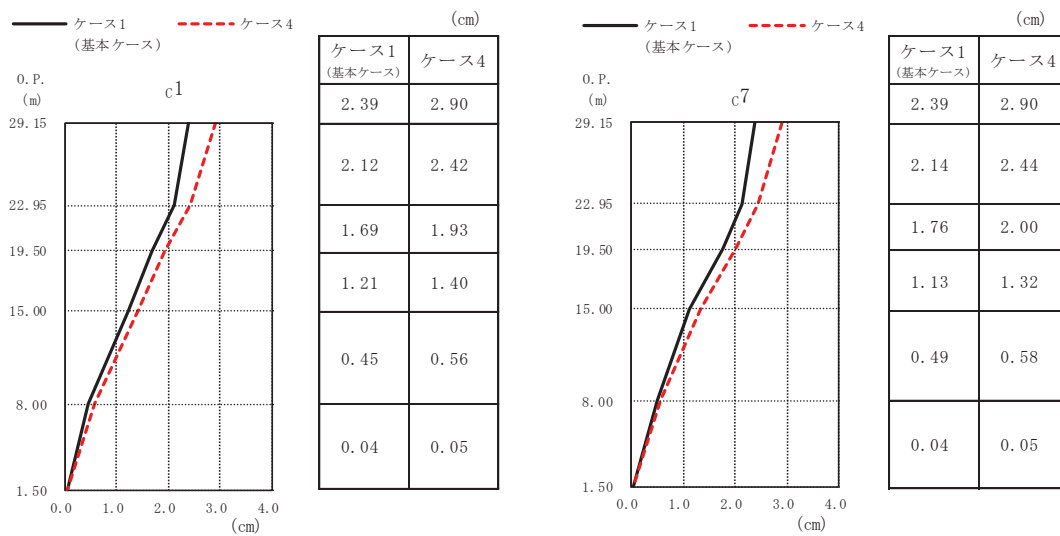 ケース1 ケース4
(基本ケース)
O.P.
(m)
c1
29.15
22.95
19.50
15.00
8.00
1.50
0.0 1.0 2.0 3.0 4.0
(cm)
(cm)
ケース1 ケース4
(基本ケース)
2.39 2.90
2.12 2.42
1.69 1.93
1.21 1.40
0.45 0.56
0.04 0.05
ケース1 ケース4
(基本ケース)
O.P.
(m)
c7
29.15
22.95
19.50
15.00
8.00
1.50
0.0 1.0 2.0 3.0 4.0
(cm)
(cm)
ケース1 ケース4
(基本ケース)
2.39 2.90
2.14 2.44
1.76 2.00
1.13 1.32
0.49 0.58
0.04 0.05